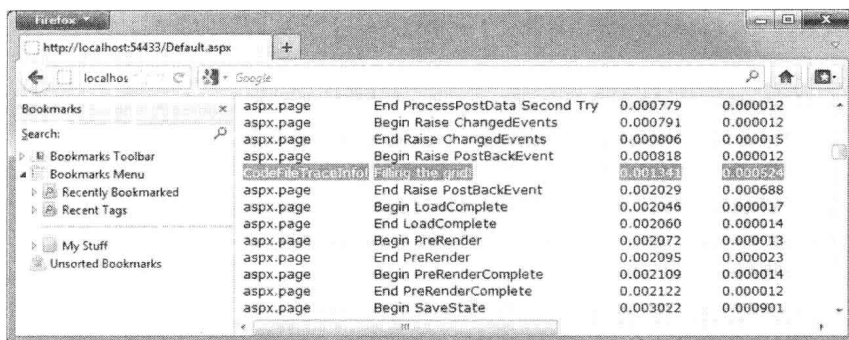 Firefox
http://localhost:54433/Default.aspx
localhos
Google
Bookmarks
Search:
Bookmarks Toolbar
Bookmarks Menu
Recently Bookmarked
Recent Tags
My Stuff
Unsorted Bookmarks
aspx.page End ProcessPostData Second Try 0.000779 0.000012
aspx.page Begin Raise ChangedEvents 0.000791 0.000012
aspx.page End Raise ChangedEvents 0.000806 0.000015
aspx.page Begin Raise PostBackEvent 0.000818 0.000012
CodeFileTraceInfo! Filling the grid! 0.001341 0.000524
aspx.page End Raise PostBackEvent 0.002029 0.000688
aspx.page Begin LoadComplete 0.002046 0.000017
aspx.page End LoadComplete 0.002060 0.000014
aspx.page Begin PreRender 0.002072 0.000013
aspx.page End PreRender 0.002095 0.000023
aspx.page Begin PreRenderComplete 0.002109 0.000014
aspx.page End PreRenderComplete 0.002122 0.000012
aspx.page Begin SaveState 0.003022 0.000901